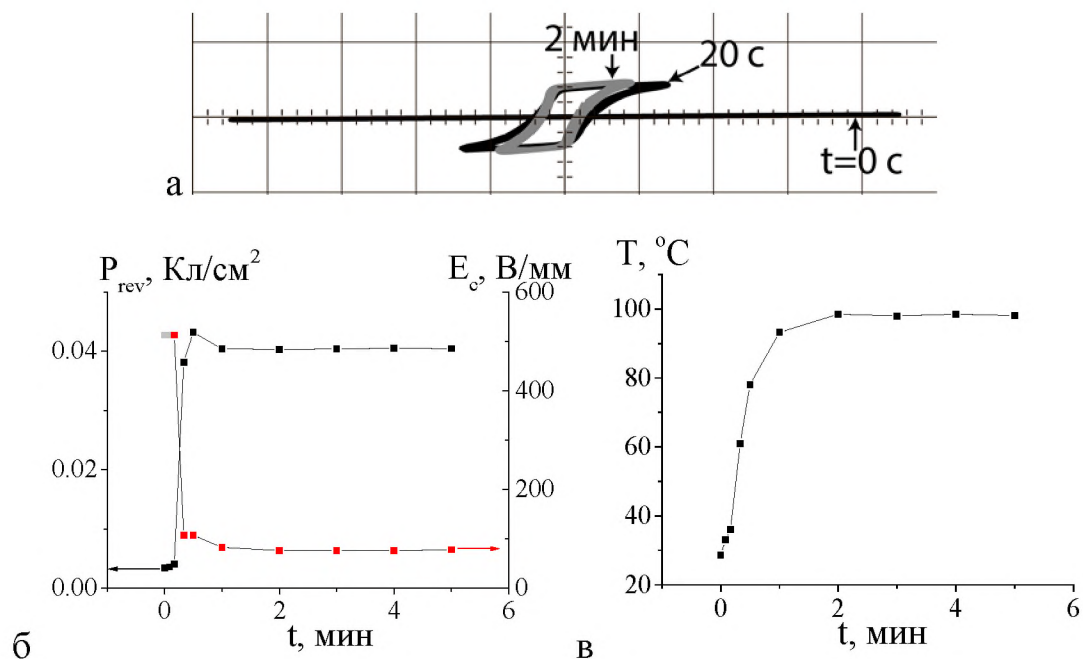 2 мин
20 с
t=0 с
а
P_rev, Кл/см²
E_c, В/мм
600
0.04
400
0.02
200
0.00
0
0 2 4 6
t, мин
б
T, °C
100
80
60
40
20
0 2 4 6
t, мин
в